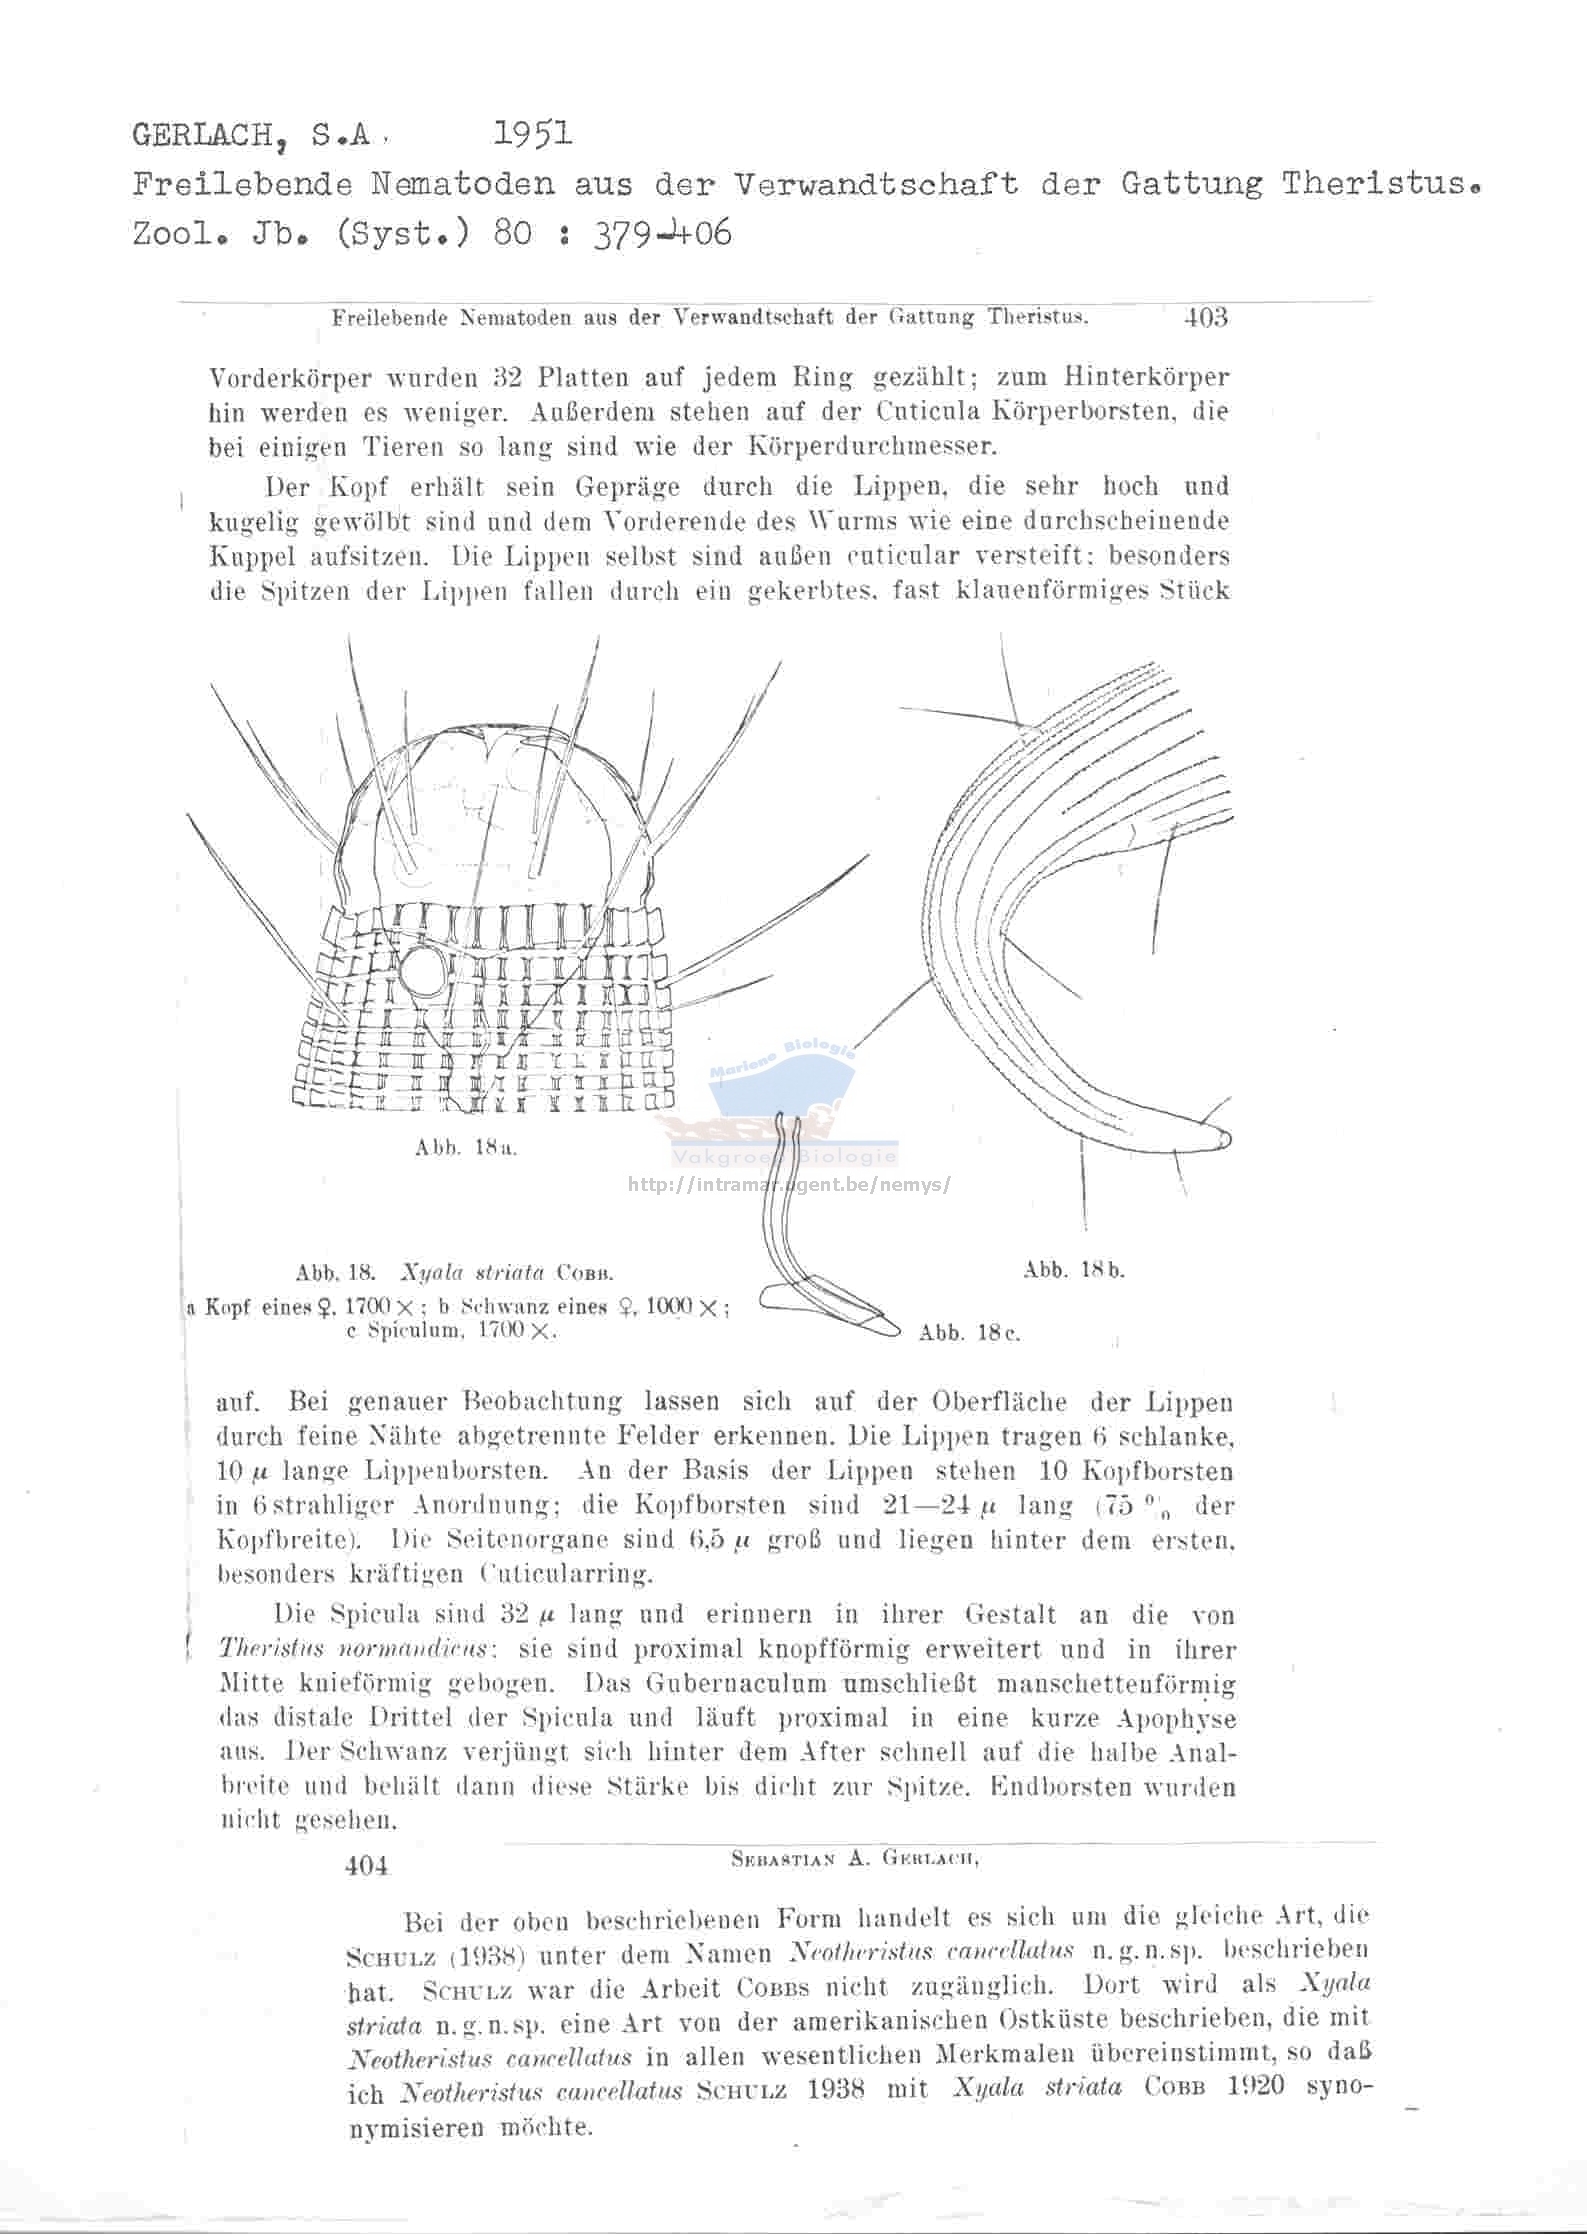 GERLACH, S.A. 1951
Freilebende Nematoden aus der Verwandtschaft der Gattung Theristus.
Zool. Jb. (Syst.) 80 : 379-406
Freilebende Nematoden aus der Verwandtschaft der Gattung Theristus. 403
Vorderkörper wurden 32 Platten auf jedem Ring gezählt; zum Hinterkörper
hin werden es weniger. Außerdem stehen auf der Cuticula Körperborsten, die
bei einigen Tieren so lang sind wie der Körperdurchmesser.
Der Kopf erhält sein Gepräge durch die Lippen, die sehr hoch und
kugelig gewölbt sind und dem Vorderende des Wurms wie eine durchscheinende
Kuppel aufsitzen. Die Lippen selbst sind außen cuticular versteift; besonders
die Spitzen der Lippen fallen durch ein gekerbtes, fast klauenförmiges Stück
Mariene Biologie
Vakgroep Biologie
http://intramar.ugent.be/nemys/
Abb. 18a.
Abb. 18b.
Abb. 18. Xyala striata COBB.
a Kopf eines ♀, 1700 ×; b Schwanz eines ♀, 1000 ×;
c Spiculum, 1700 ×.
Abb. 18c.
auf. Bei genauer Beobachtung lassen sich auf der Oberfläche der Lippen
durch feine Nähte abgetrennte Felder erkennen. Die Lippen tragen 6 schlanke,
10 μ lange Lippenborsten. An der Basis der Lippen stehen 10 Kopfborsten
in 6strahliger Anordnung; die Kopfborsten sind 21—24 μ lang (75 % der
Kopfbreite). Die Seitenorgane sind 6,5 μ groß und liegen hinter dem ersten,
besonders kräftigen Cuticularring.
Die Spicula sind 32 μ lang und erinnern in ihrer Gestalt an die von
Theristus normandicus; sie sind proximal knopfförmig erweitert und in ihrer
Mitte knieförmig gebogen. Das Gubernaculum umschließt manschettenförmig
das distale Drittel der Spicula und läuft proximal in eine kurze Apophyse
aus. Der Schwanz verjüngt sich hinter dem After schnell auf die halbe Anal-
breite und behält dann diese Stärke bis dicht zur Spitze. Endborsten wurden
nicht gesehen.
404 SEBASTIAN A. GERLACH,
Bei der oben beschriebenen Form handelt es sich um die gleiche Art, die
SCHULZ (1938) unter dem Namen Neotheristus cancellatus n. g. n. sp. beschrieben
hat. SCHULZ war die Arbeit COBBS nicht zugänglich. Dort wird als Xyala
striata n. g. n. sp. eine Art von der amerikanischen Ostküste beschrieben, die mit
Neotheristus cancellatus in allen wesentlichen Merkmalen übereinstimmt, so daß
ich Neotheristus cancellatus SCHULZ 1938 mit Xyala striata COBB 1920 syno-
nymisieren möchte.